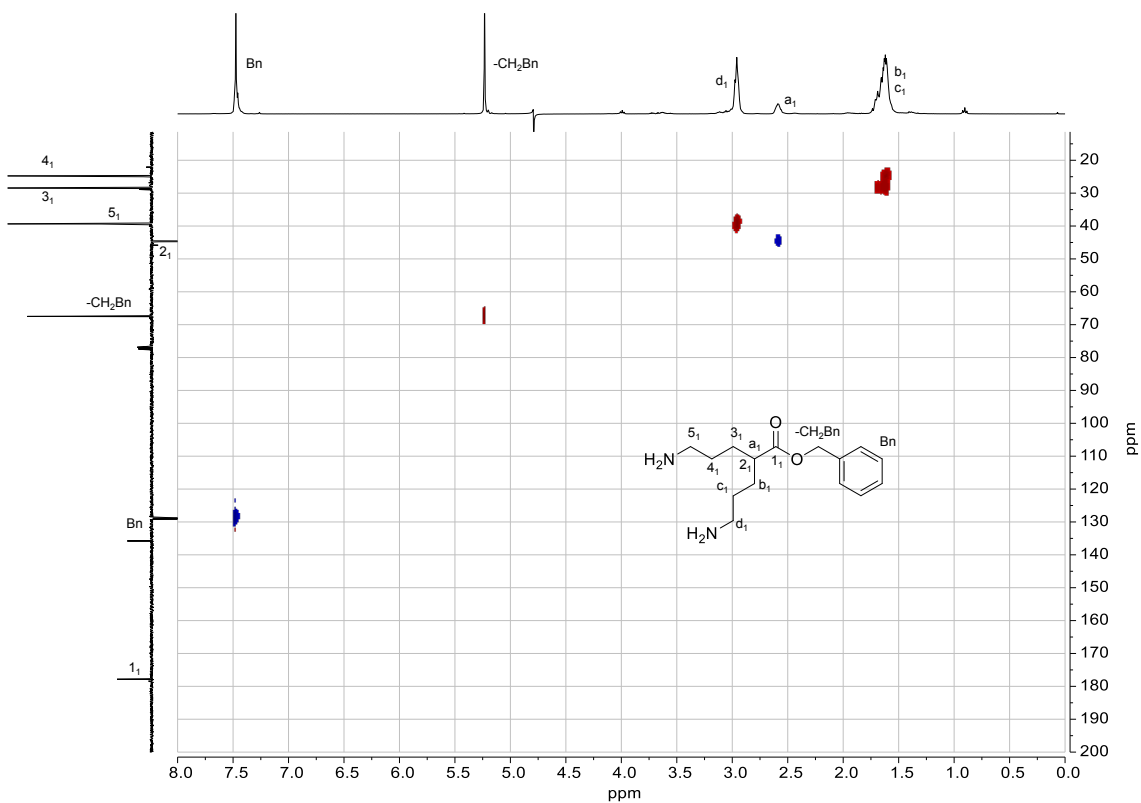 Bn
-CH₂Bn
d₁
a₁
b₁
c₁
4₁
3₁
5₁
2₁
-CH₂Bn
Bn
1₁
20
30
40
50
60
70
80
90
100
110
120
130
140
150
160
170
180
190
200
ppm
O
-CH₂Bn
Bn
a₁
5₁
3₁
H₂N
4₁
2₁
1₁
O
c₁
b₁
H₂N
d₁
8.0 7.5 7.0 6.5 6.0 5.5 5.0 4.5 4.0 3.5 3.0 2.5 2.0 1.5 1.0 0.5 0.0
ppm